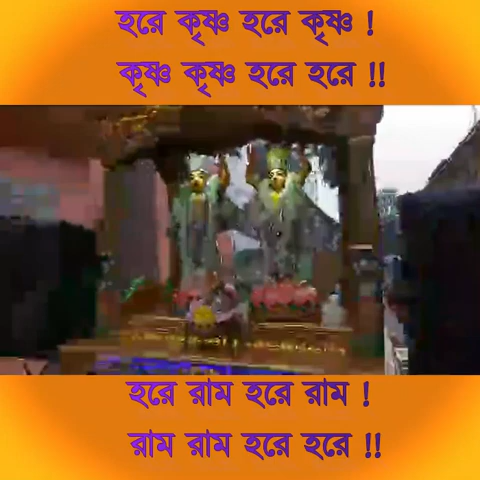 হরে কৃষ্ণ হরে কৃষ্ণ !
কৃষ্ণ কৃষ্ণ হরে হরে !!
হরে রাম হরে রাম !
রাম রাম হরে হরে !!